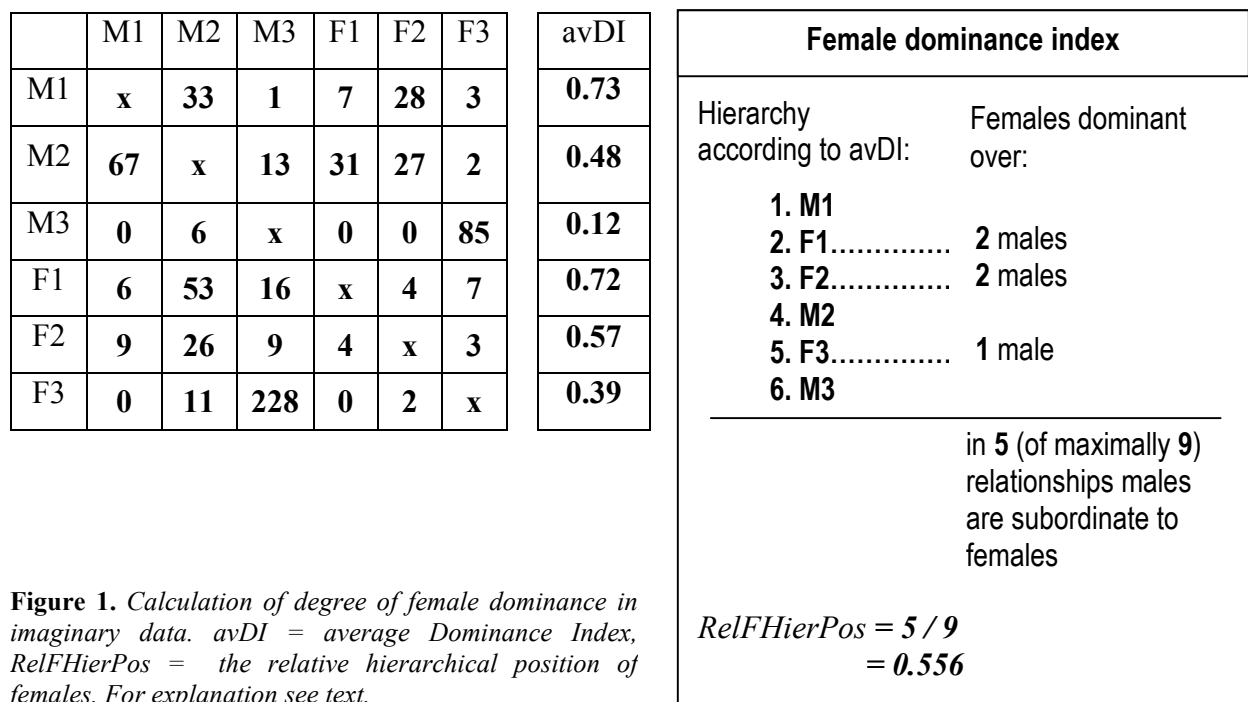 M1 M2 M3 F1 F2 F3 avDI
M1 x 33 1 7 28 3 0.73
M2 67 x 13 31 27 2 0.48
M3 0 6 x 0 0 85 0.12
F1 6 53 16 x 4 7 0.72
F2 9 26 9 4 x 3 0.57
F3 0 11 228 0 2 x 0.39
Figure 1. Calculation of degree of female dominance in
imaginary data. avDI = average Dominance Index,
RelFHierPos = the relative hierarchical position of
females. For explanation see text.
Female dominance index
Hierarchy Females dominant
according to avDI: over:
1. M1
2. F1.............. 2 males
3. F2.............. 2 males
4. M2
5. F3.............. 1 male
6. M3
in 5 (of maximally 9)
relationships males
are subordinate to
females
RelFHierPos = 5 / 9
= 0.556